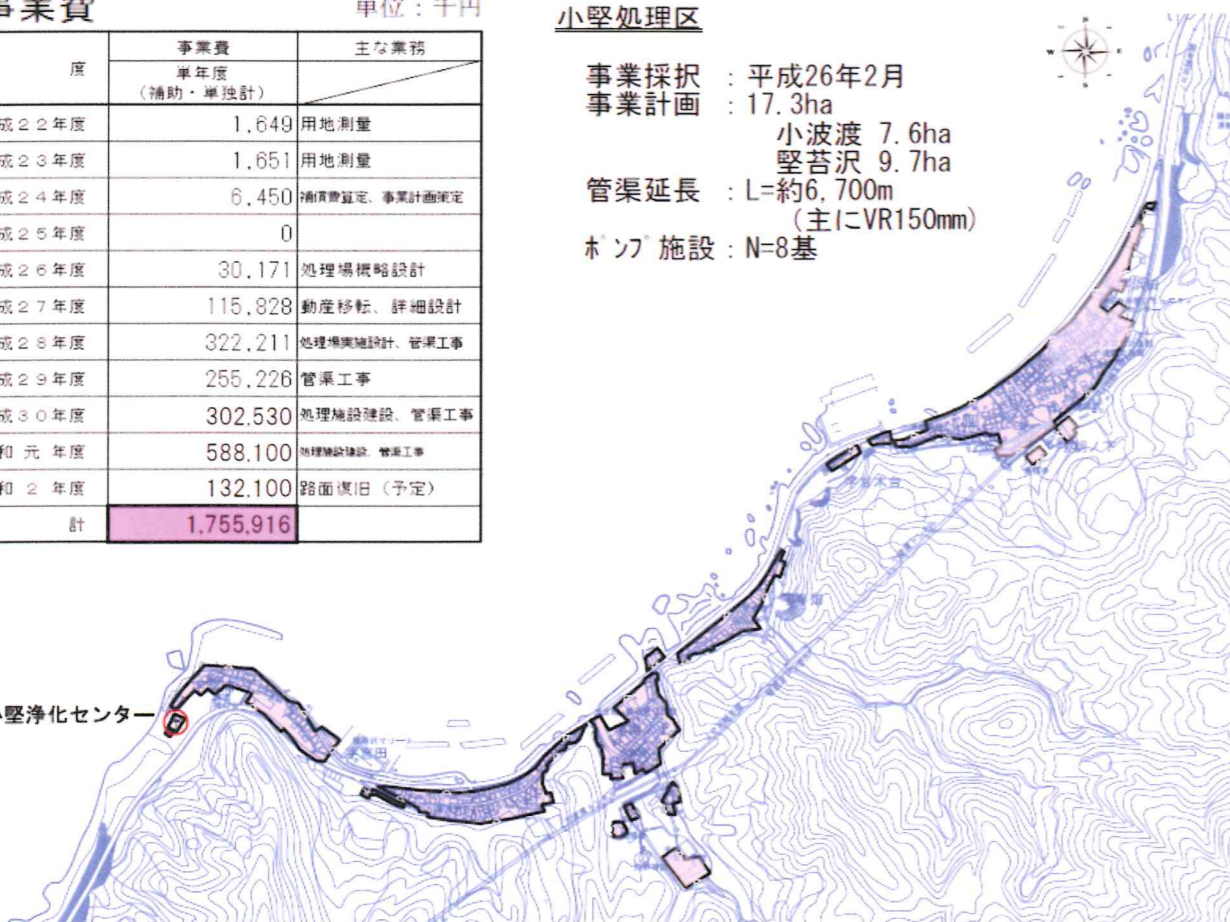 事業費
単位：千円
度
事業費
主な業務
単年度
（補助・単独計）
成２２年度 1,649 用地測量
成２３年度 1,651 用地測量
成２４年度 6,450 補償費算定、事業計画策定
成２５年度 0
成２６年度 30,171 処理場概略設計
成２７年度 115,828 動産移転、詳細設計
成２８年度 322,211 処理場実施設計、管渠工事
成２９年度 255,226 管渠工事
成３０年度 302,530 処理施設建設、管渠工事
和 元 年度 588,100 処理施設建設、管渠工事
和 ２ 年度 132,100 路面復旧（予定）
計 1,755,916
小堅処理区
事業採択 ：平成26年2月
事業計画 ：17.3ha
小波渡 7.6ha
堅苔沢 9.7ha
管渠延長 ：L=約6,700m
（主にVR150mm）
ポンプ施設：N=8基
N
W
E
S
小堅浄化センター